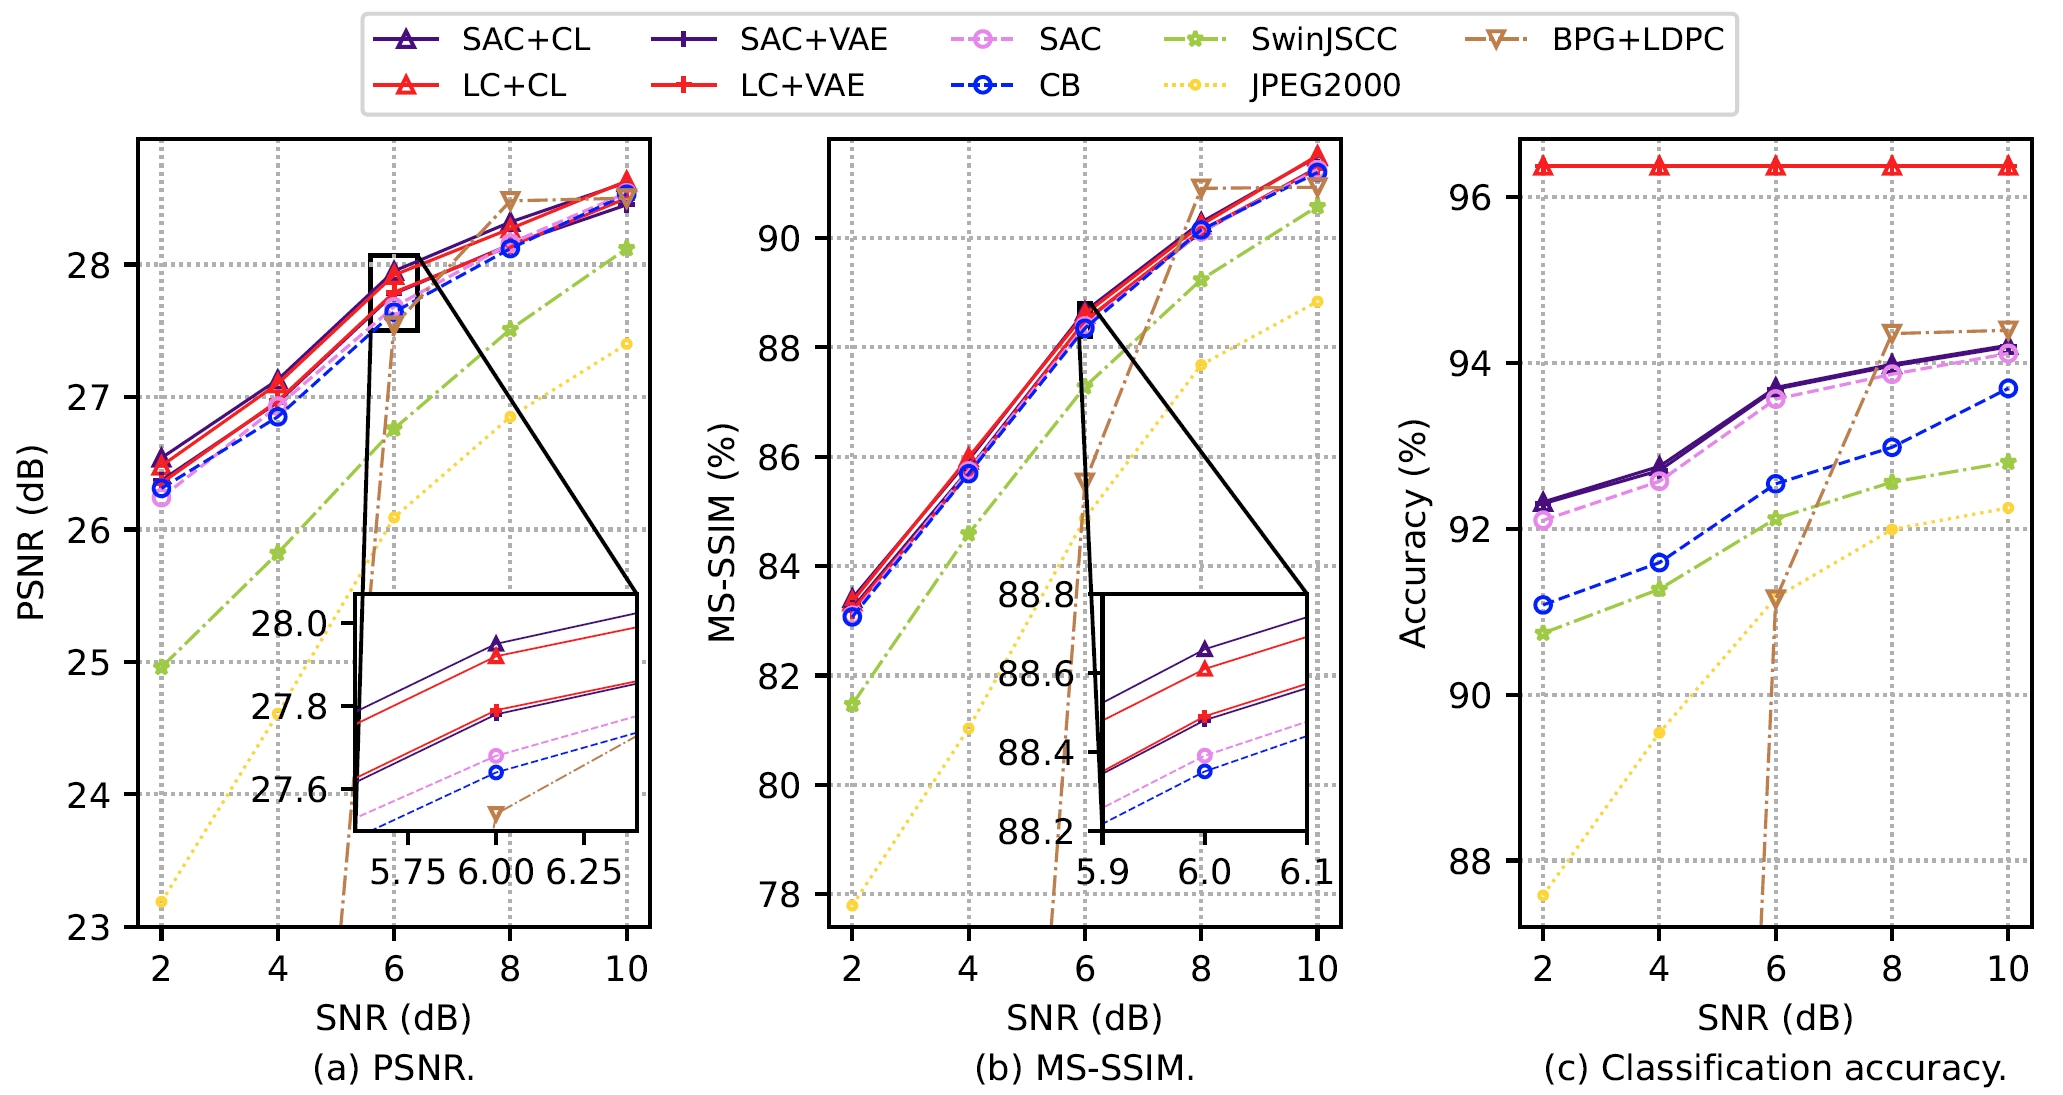 SAC+CL SAC+VAE SAC SwinJSCC BPG+LDPC
LC+CL LC+VAE CB JPEG2000
PSNR (dB)
28
27
26
25
24
23
2 4 6 8 10
SNR (dB)
28.0
27.8
27.6
5.75 6.00 6.25
(a) PSNR.
MS-SSIM (%)
90
88
86
84
82
80
78
2 4 6 8 10
SNR (dB)
88.8
88.6
88.4
88.2
5.9 6.0 6.1
(b) MS-SSIM.
Accuracy (%)
96
94
92
90
88
2 4 6 8 10
SNR (dB)
(c) Classification accuracy.